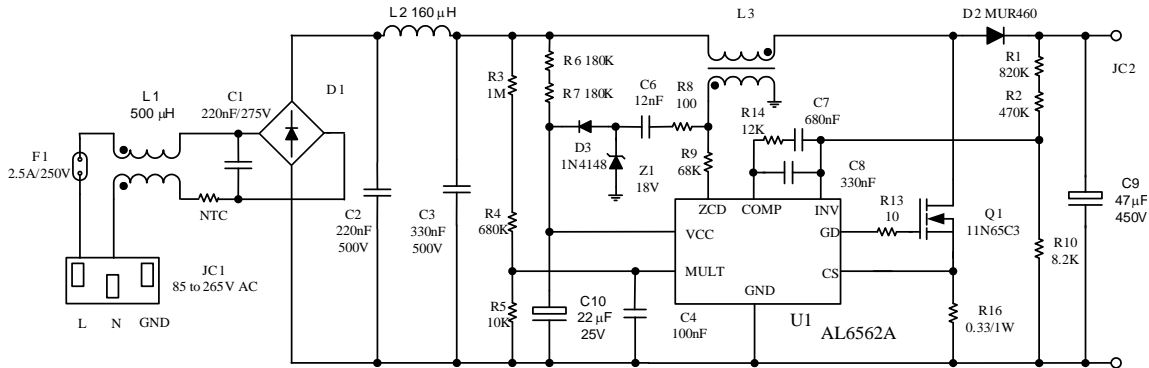 L2 160 µH
L3
D2 MUR460
R6 180K
R7 180K
R3
1M
C6
12nF
R8
100
R1
820K
R2
470K
JC2
L1
500 µH
C1
220nF/275V
D1
R14
12K
C7
680nF
F1
2.5A/250V
D3
1N4148
Z1
18V
R9
68K
C8
330nF
NTC
C2
220nF
500V
C3
330nF
500V
R4
680K
ZCD
COMP
INV
R13
10
Q1
11N65C3
C9
47µF
450V
VCC
GD
R10
8.2K
JC1
85 to 265V AC
MULT
CS
L
N
GND
R5
10K
C10
22 µF
25V
C4
100nF
GND
U1
AL6562A
R16
0.33/1W